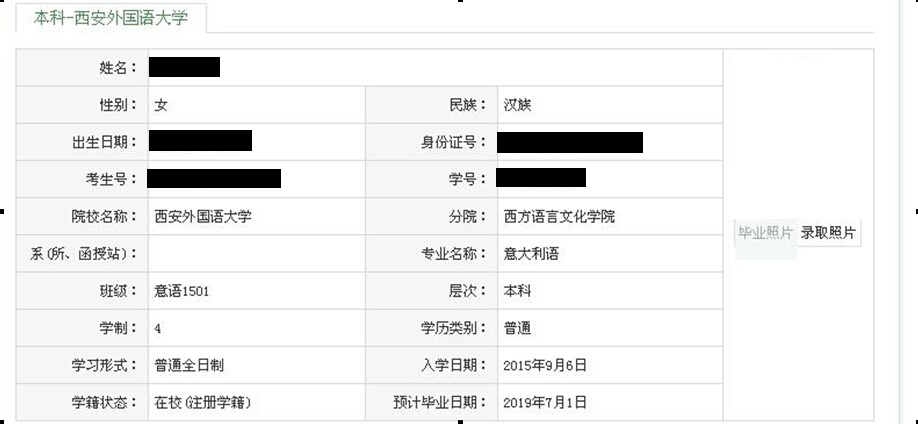 本科-西安外国语大学
姓名：
性别： 女 民族： 汉族
出生日期： 身份证号：
考生号： 学号：
院校名称： 西安外国语大学 分院： 西方语言文化学院
系(所、函授站)： 专业名称： 意大利语
班级： 意语1501 层次： 本科
学制： 4 学历类别： 普通
学习形式： 普通全日制 入学日期： 2015年9月6日
学籍状态： 在校(注册学籍) 预计毕业日期： 2019年7月1日
毕业照片 录取照片